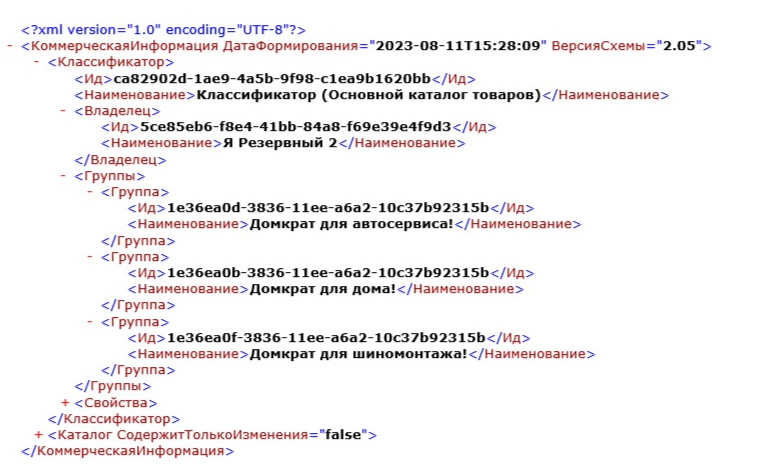 <?xml version="1.0" encoding="UTF-8"?>
- <КоммерческаяИнформация ДатаФормирования="2023-08-11T15:28:09" ВерсияСхемы="2.05">
- <Классификатор>
<Ид>ca82902d-1ae9-4a5b-9f98-c1ea9b1620bb</Ид>
<Наименование>Классификатор (Основной каталог товаров)</Наименование>
- <Владелец>
<Ид>5ce85eb6-f8e4-41bb-84a8-f69e39e4f9d3</Ид>
<Наименование>Я Резервный 2</Наименование>
</Владелец>
- <Группы>
- <Группа>
<Ид>1e36ea0d-3836-11ee-a6a2-10c37b92315b</Ид>
<Наименование>Домкрат для автосервиса!</Наименование>
</Группа>
- <Группа>
<Ид>1e36ea0b-3836-11ee-a6a2-10c37b92315b</Ид>
<Наименование>Домкрат для дома!</Наименование>
</Группа>
- <Группа>
<Ид>1e36ea0f-3836-11ee-a6a2-10c37b92315b</Ид>
<Наименование>Домкрат для шиномонтажа!</Наименование>
</Группа>
</Группы>
+ <Свойства>
</Классификатор>
+ <Каталог СодержитТолькоИзменения="false">
</КоммерческаяИнформация>